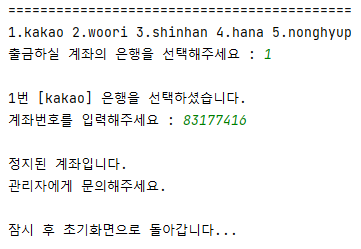 ===========================================
1.kakao 2.woori 3.shinhan 4.hana 5.nonghyup
출금하실 계좌의 은행을 선택해주세요 : 1
1번 [kakao] 은행을 선택하셨습니다.
계좌번호를 입력해주세요 : 83177416
정지된 계좌입니다.
관리자에게 문의해주세요.
잠시 후 초기화면으로 돌아갑니다...